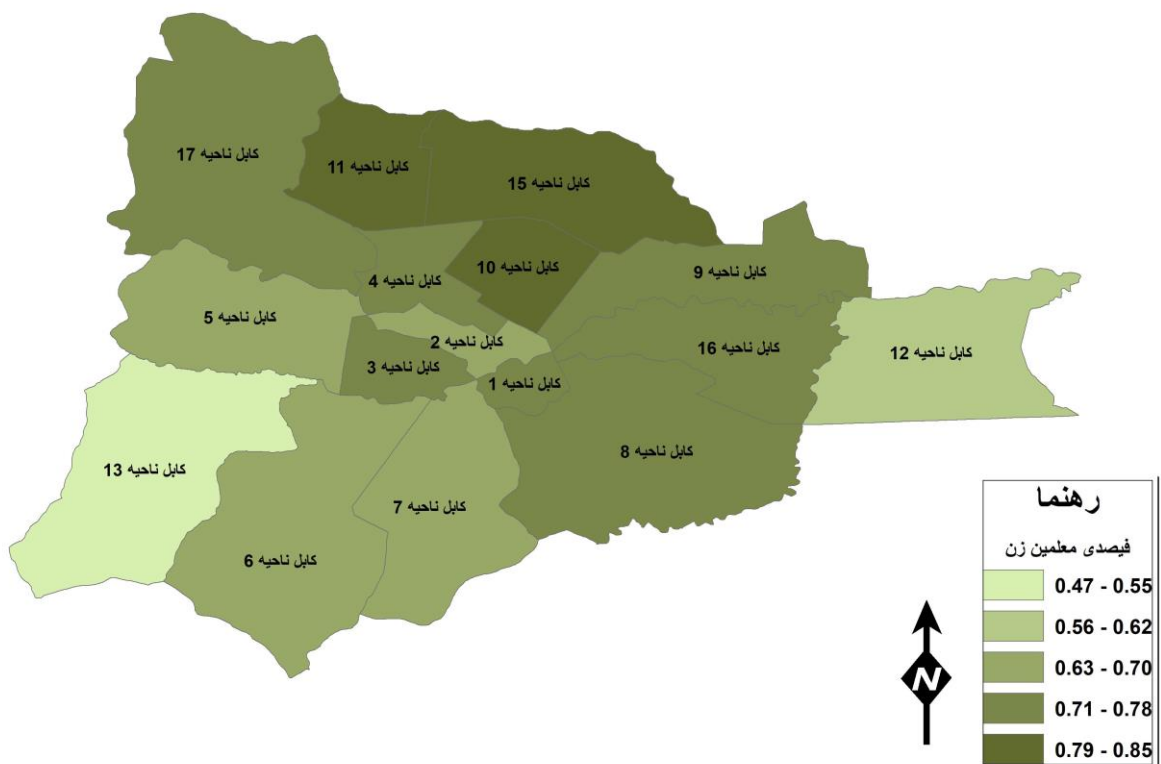 کابل ناحیه 17
کابل ناحیه 11
کابل ناحیه 15
کابل ناحیه 10
کابل ناحیه 9
کابل ناحیه 4
کابل ناحیه 5
کابل ناحیه 2
کابل ناحیه 16
کابل ناحیه 12
کابل ناحیه 3
کابل ناحیه 1
کابل ناحیه 8
کابل ناحیه 13
کابل ناحیه 7
کابل ناحیه 6
رهنما
فیصدی معلمین زن
0.47 - 0.55
0.56 - 0.62
0.63 - 0.70
0.71 - 0.78
0.79 - 0.85
N